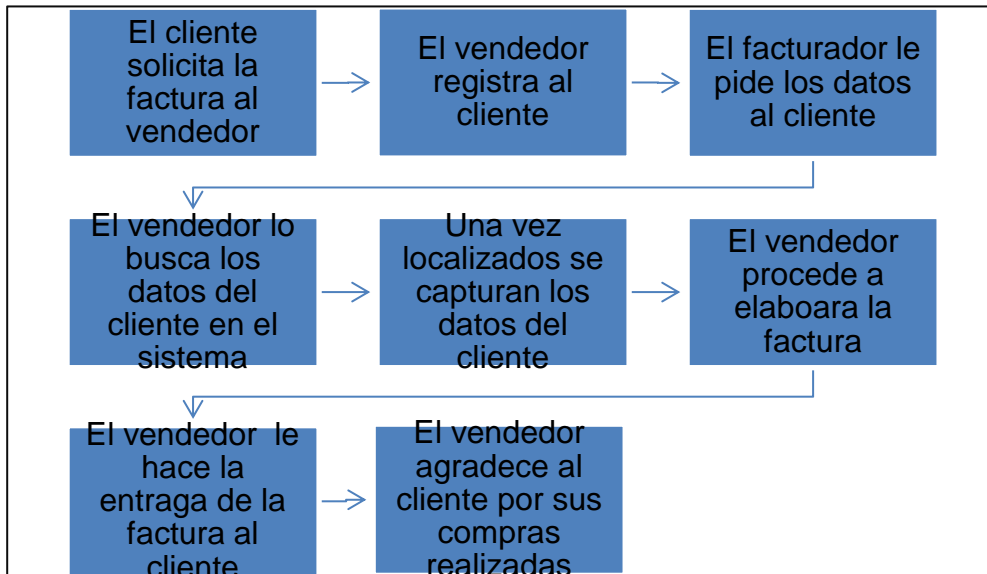 El cliente
solicita la
factura al
vendedor
El vendedor
registra al
cliente
El facturador le
pide los datos
al cliente
El vendedor lo
busca los
datos del
cliente en el
sistema
Una vez
localizados se
capturan los
datos del
cliente
El vendedor
procede a
elaboara la
factura
El vendedor  le
hace la
entraga de la
factura al
cliente
El vendedor
agradece al
cliente por sus
compras
realizadas